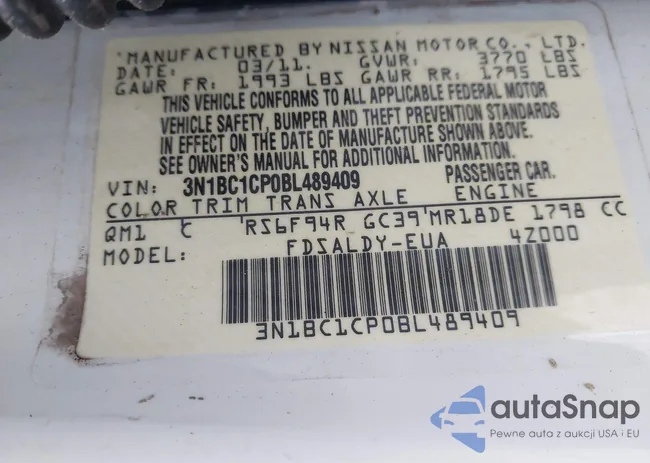 MANUFACTURED BY NISSAN MOTOR CO., LTD.
DATE: 03/11. GVWR: 3770 LBS
GAWR FR: 1993 LBS GAWR RR: 1795 LBS
THIS VEHICLE CONFORMS TO ALL APPLICABLE FEDERAL MOTOR
VEHICLE SAFETY, BUMPER AND THEFT PREVENTION STANDARDS
IN EFFECT ON THE DATE OF MANUFACTURE SHOWN ABOVE.
SEE OWNER'S MANUAL FOR ADDITIONAL INFORMATION.
VIN: 3N1BC1CP0BL489409 PASSENGER CAR.
COLOR TRIM TRANS AXLE ENGINE
QM1 C RS6F94R GC39 MR18DE 1798 CC
MODEL: FDSALDY-EUA 4Z000
3N1BC1CP0BL489409
autaSnap
Pewne auta z aukcji USA i EU